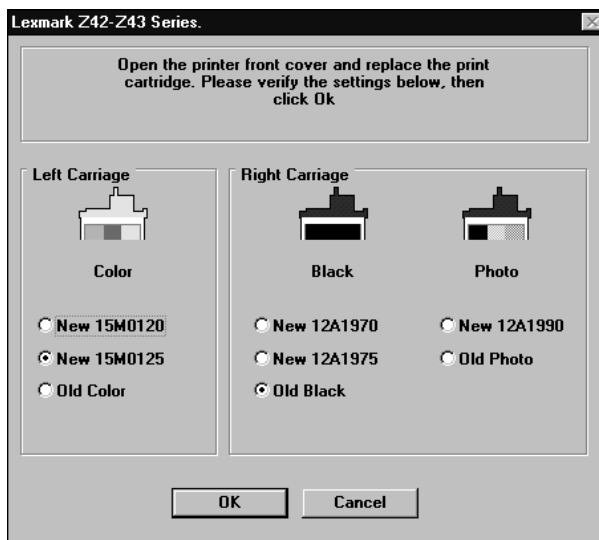 Lexmark Z42-Z43 Series.
Open the printer front cover and replace the print
cartridge. Please verify the settings below, then
click Ok
Left Carriage
Color
New 15M0120
New 15M0125
Old Color
Right Carriage
Black
Photo
New 12A1970
New 12A1990
New 12A1975
Old Photo
Old Black
OK
Cancel